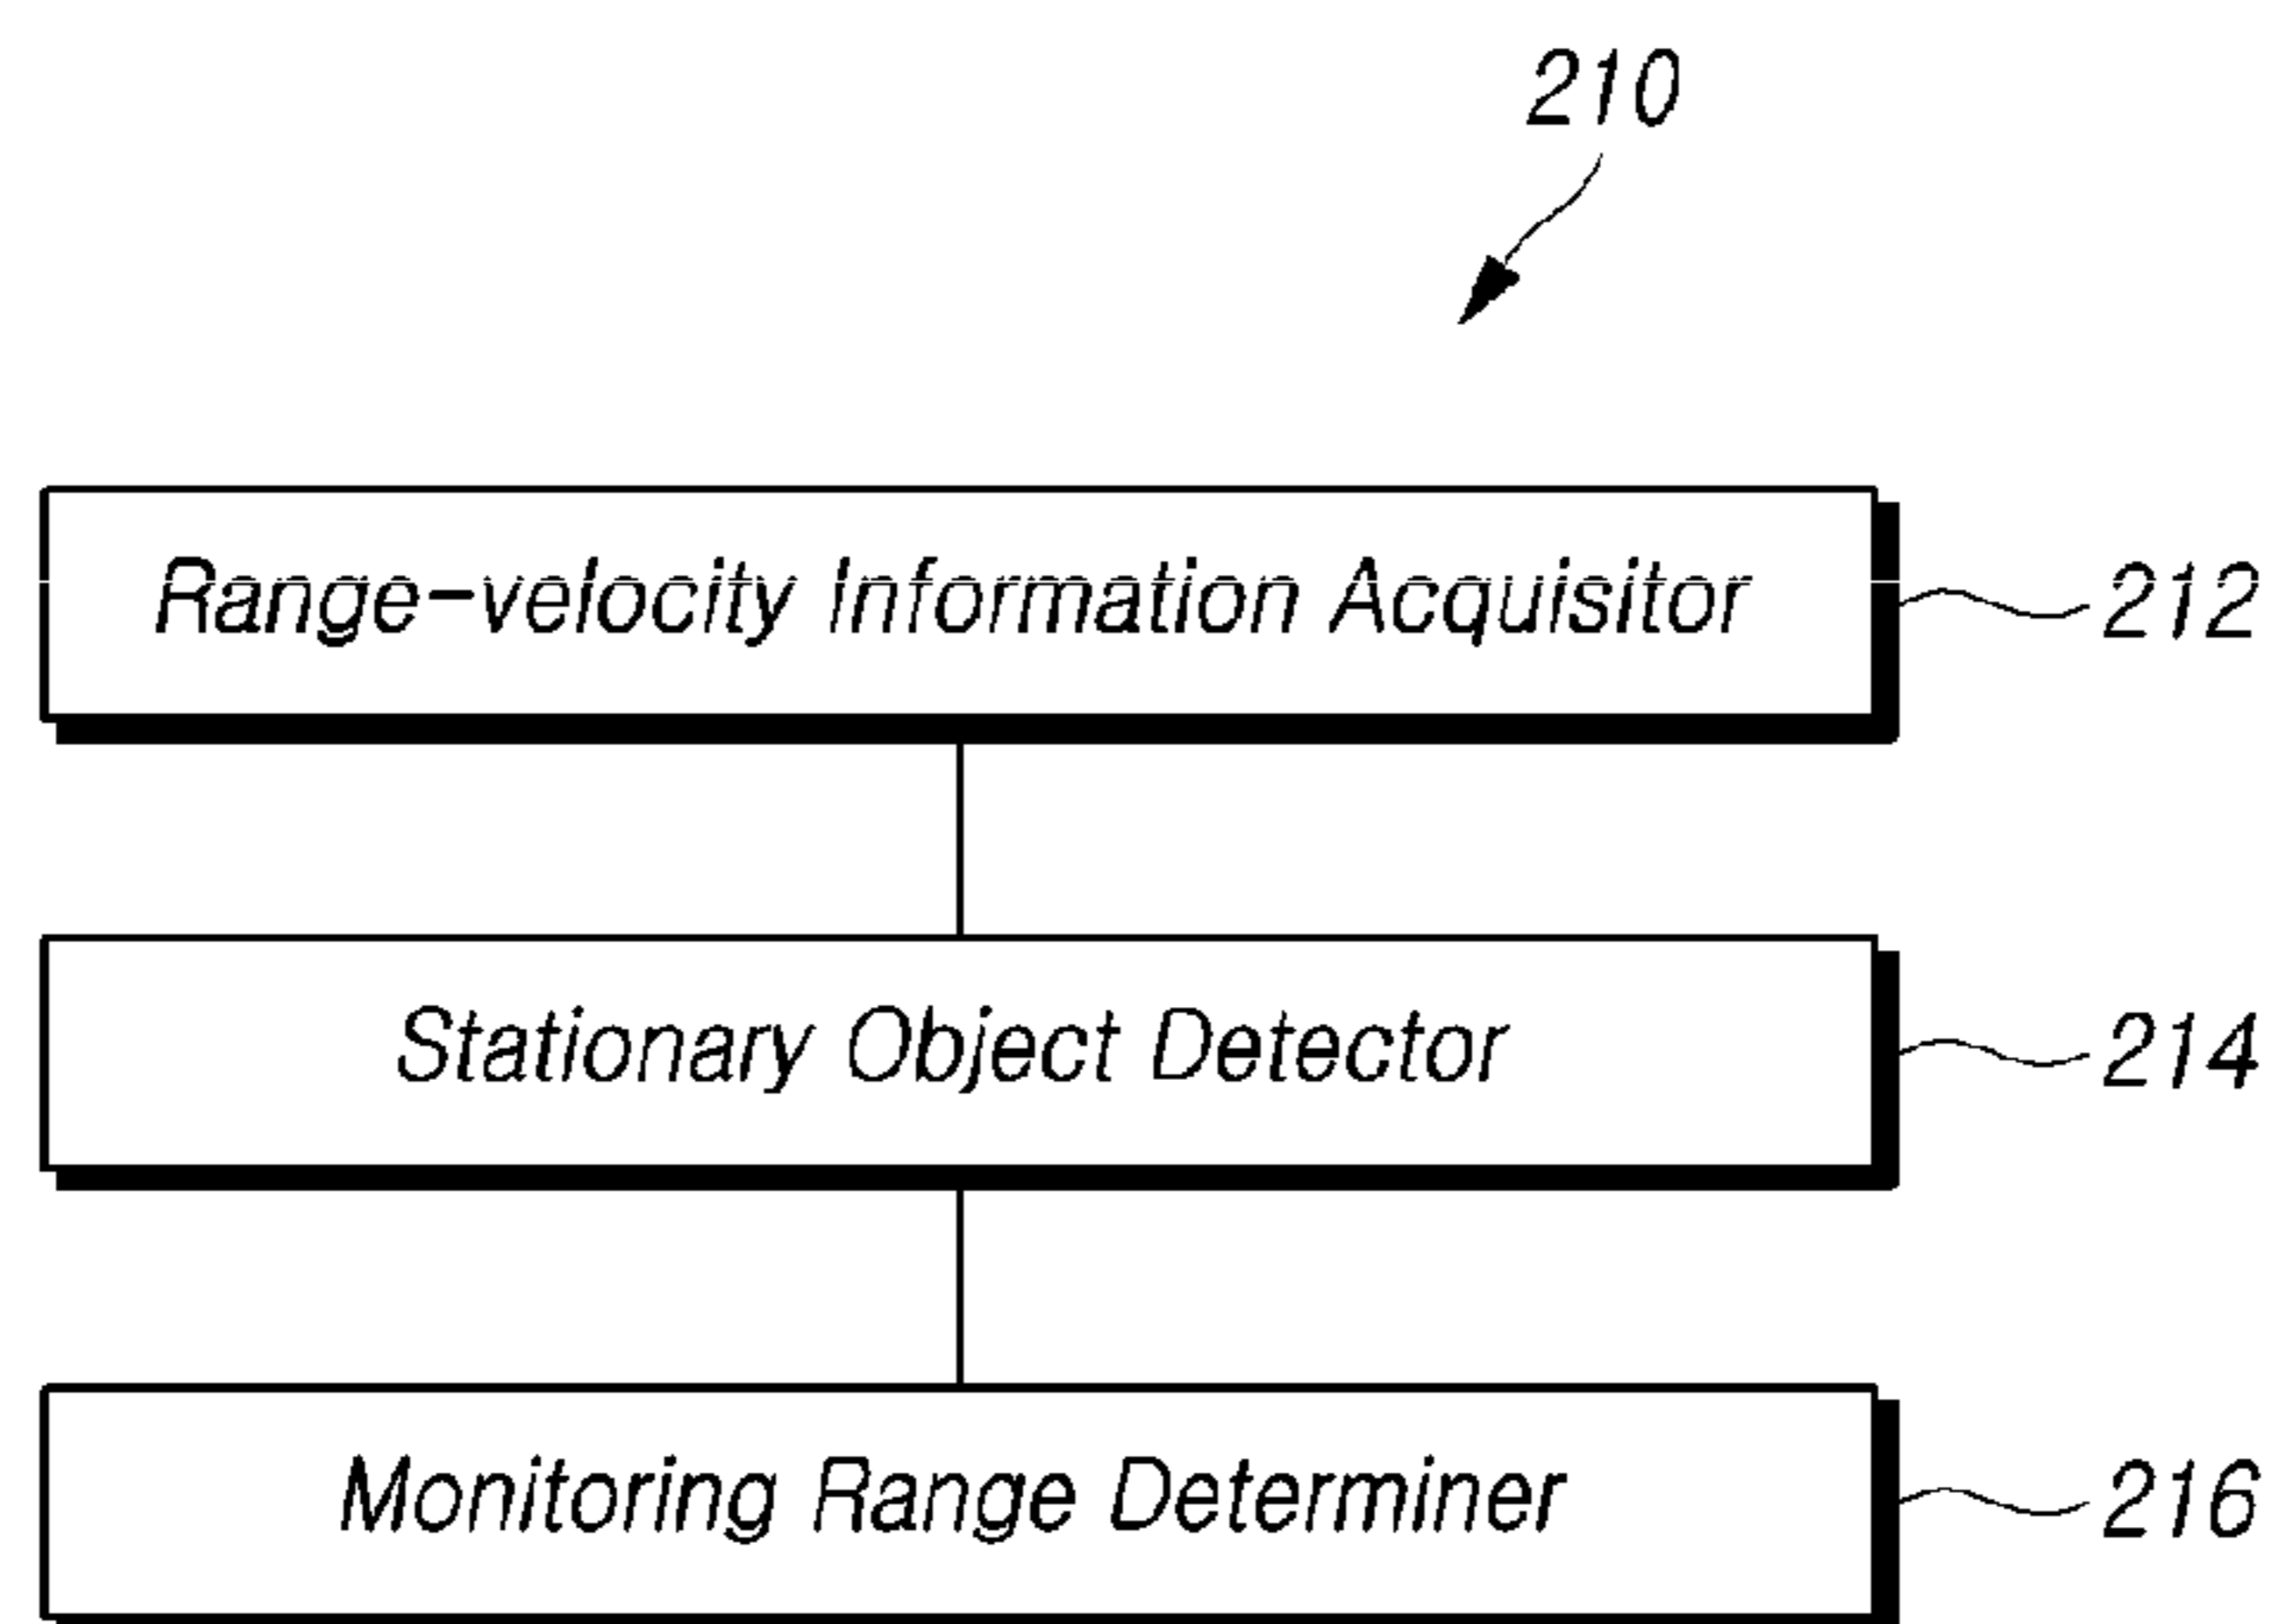 210
Range-velocity Information Acquisitor
212
Stationary Object Detector
214
Monitoring Range Determiner
216